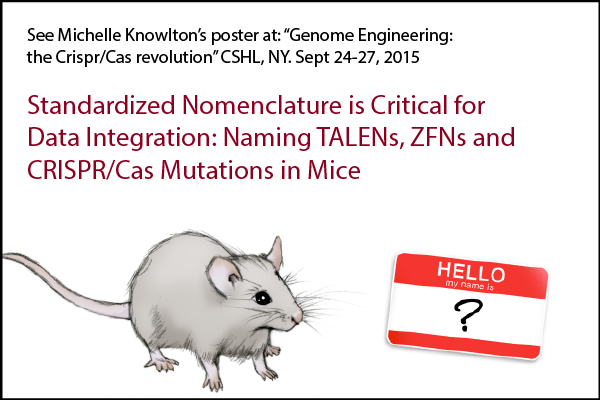 See Michelle Knowlton’s poster at: “Genome Engineering:
the Crispr/Cas revolution” CSHL, NY. Sept 24-27, 2015
Standardized Nomenclature is Critical for
Data Integration: Naming TALENs, ZFNs and
CRISPR/Cas Mutations in Mice
HELLO
my name is
?